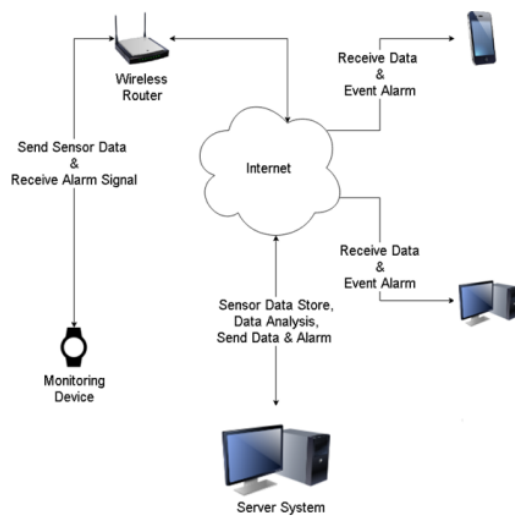 Wireless
Router
Receive Data
&
Event Alarm
Send Sensor Data
&
Receive Alarm Signal
Internet
Receive Data
&
Event Alarm
Sensor Data Store,
Data Analysis,
Send Data & Alarm
Monitoring
Device
Server System